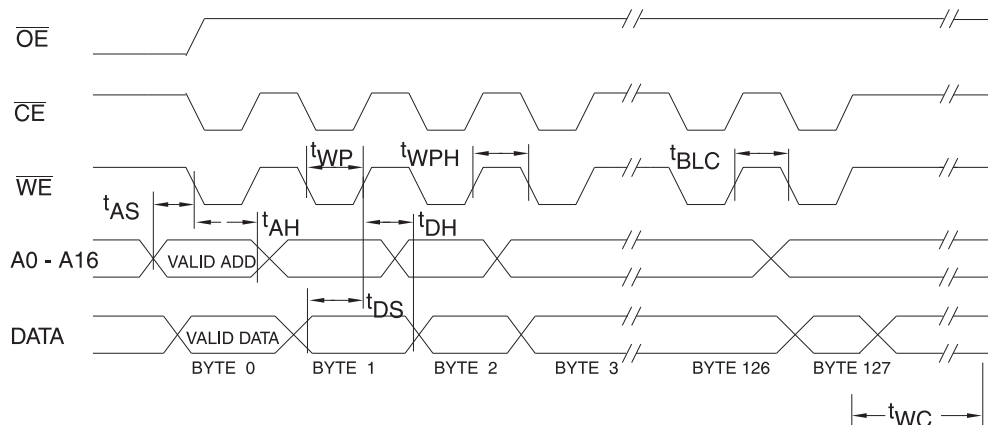 OE
CE
tWP tWPH tBLC
WE
tAS
tAH tDH
A0 - A16 VALID ADD
tDS
DATA VALID DATA
BYTE 0 BYTE 1 BYTE 2 BYTE 3 BYTE 126 BYTE 127
tWC